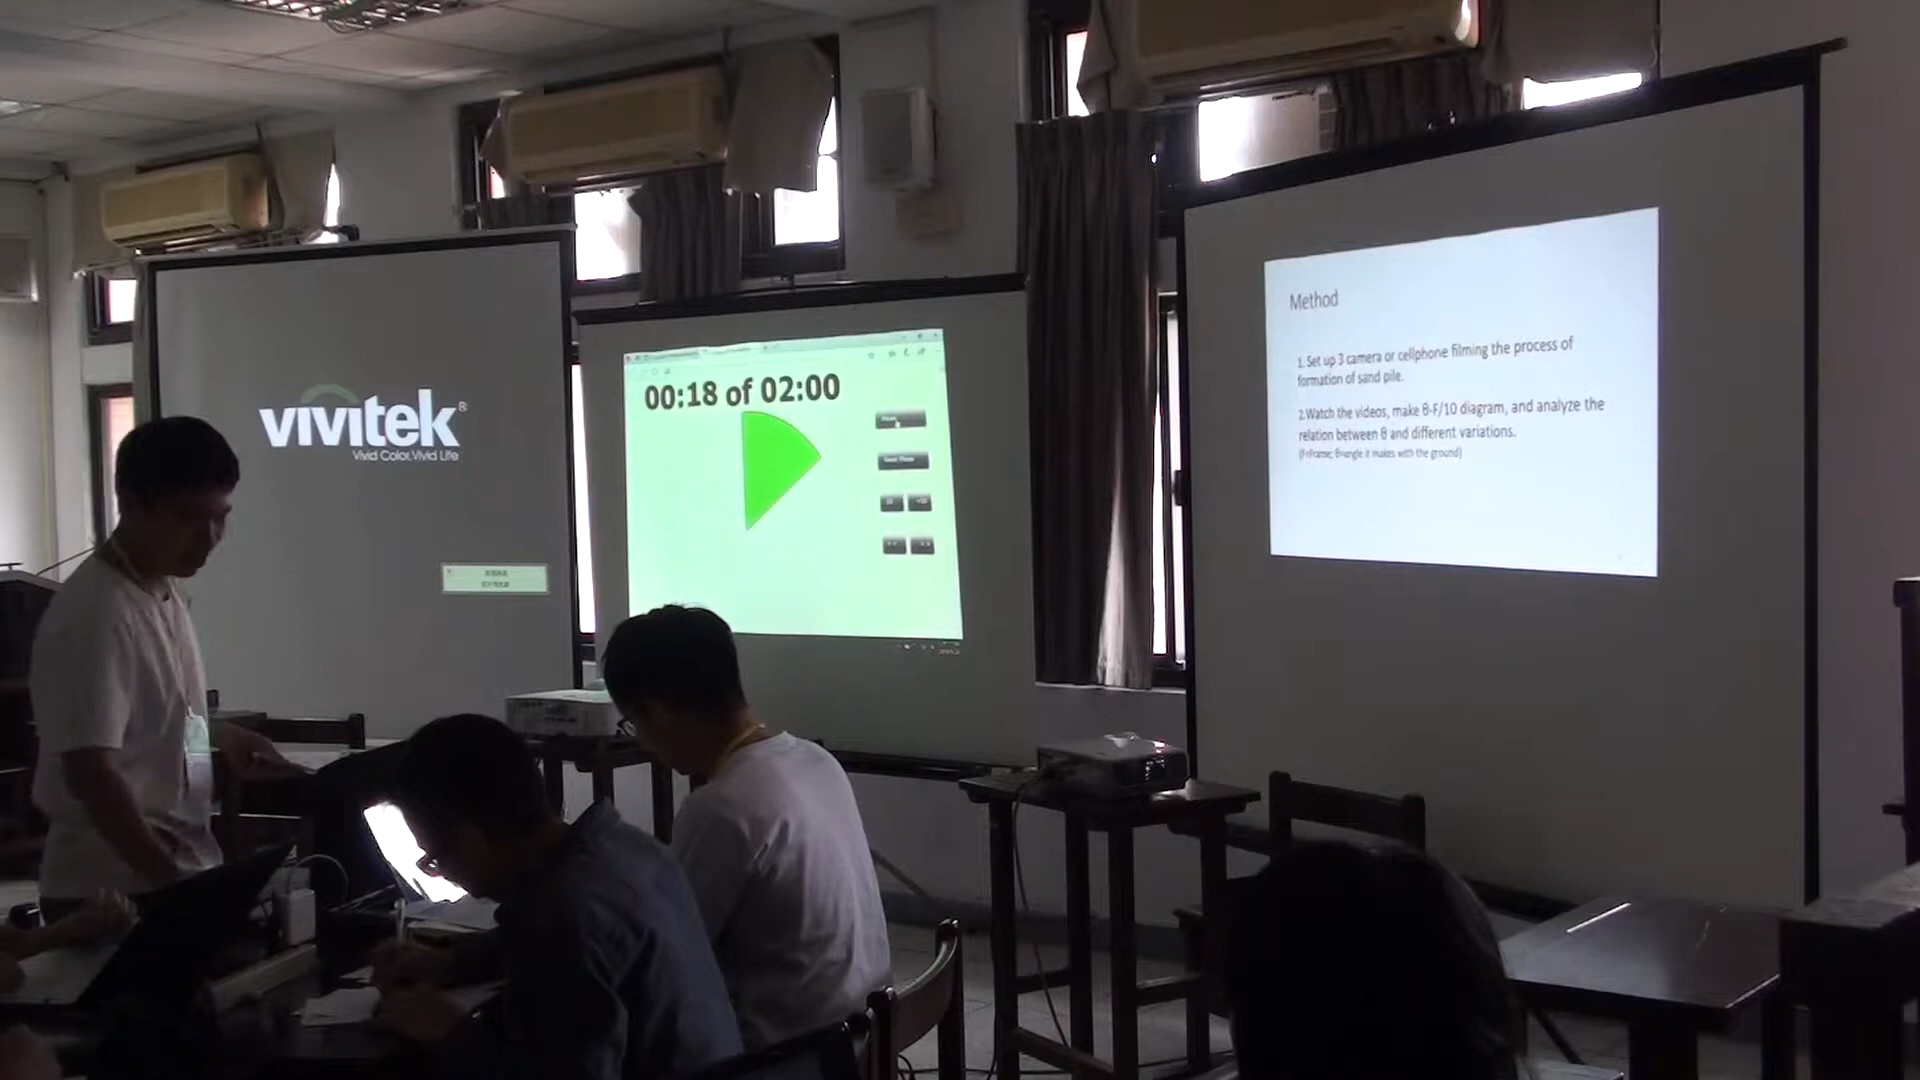 vivitek®
Vivid Color, Vivid Life
00:18 of 02:00
Method
1. Set up 3 camera or cellphone filming the process of
formation of sand pile.
2.Watch the videos, make θ-F/10 diagram, and analyze the
relation between θ and different variations.
(F=Frame; θ=angle it makes with the ground)